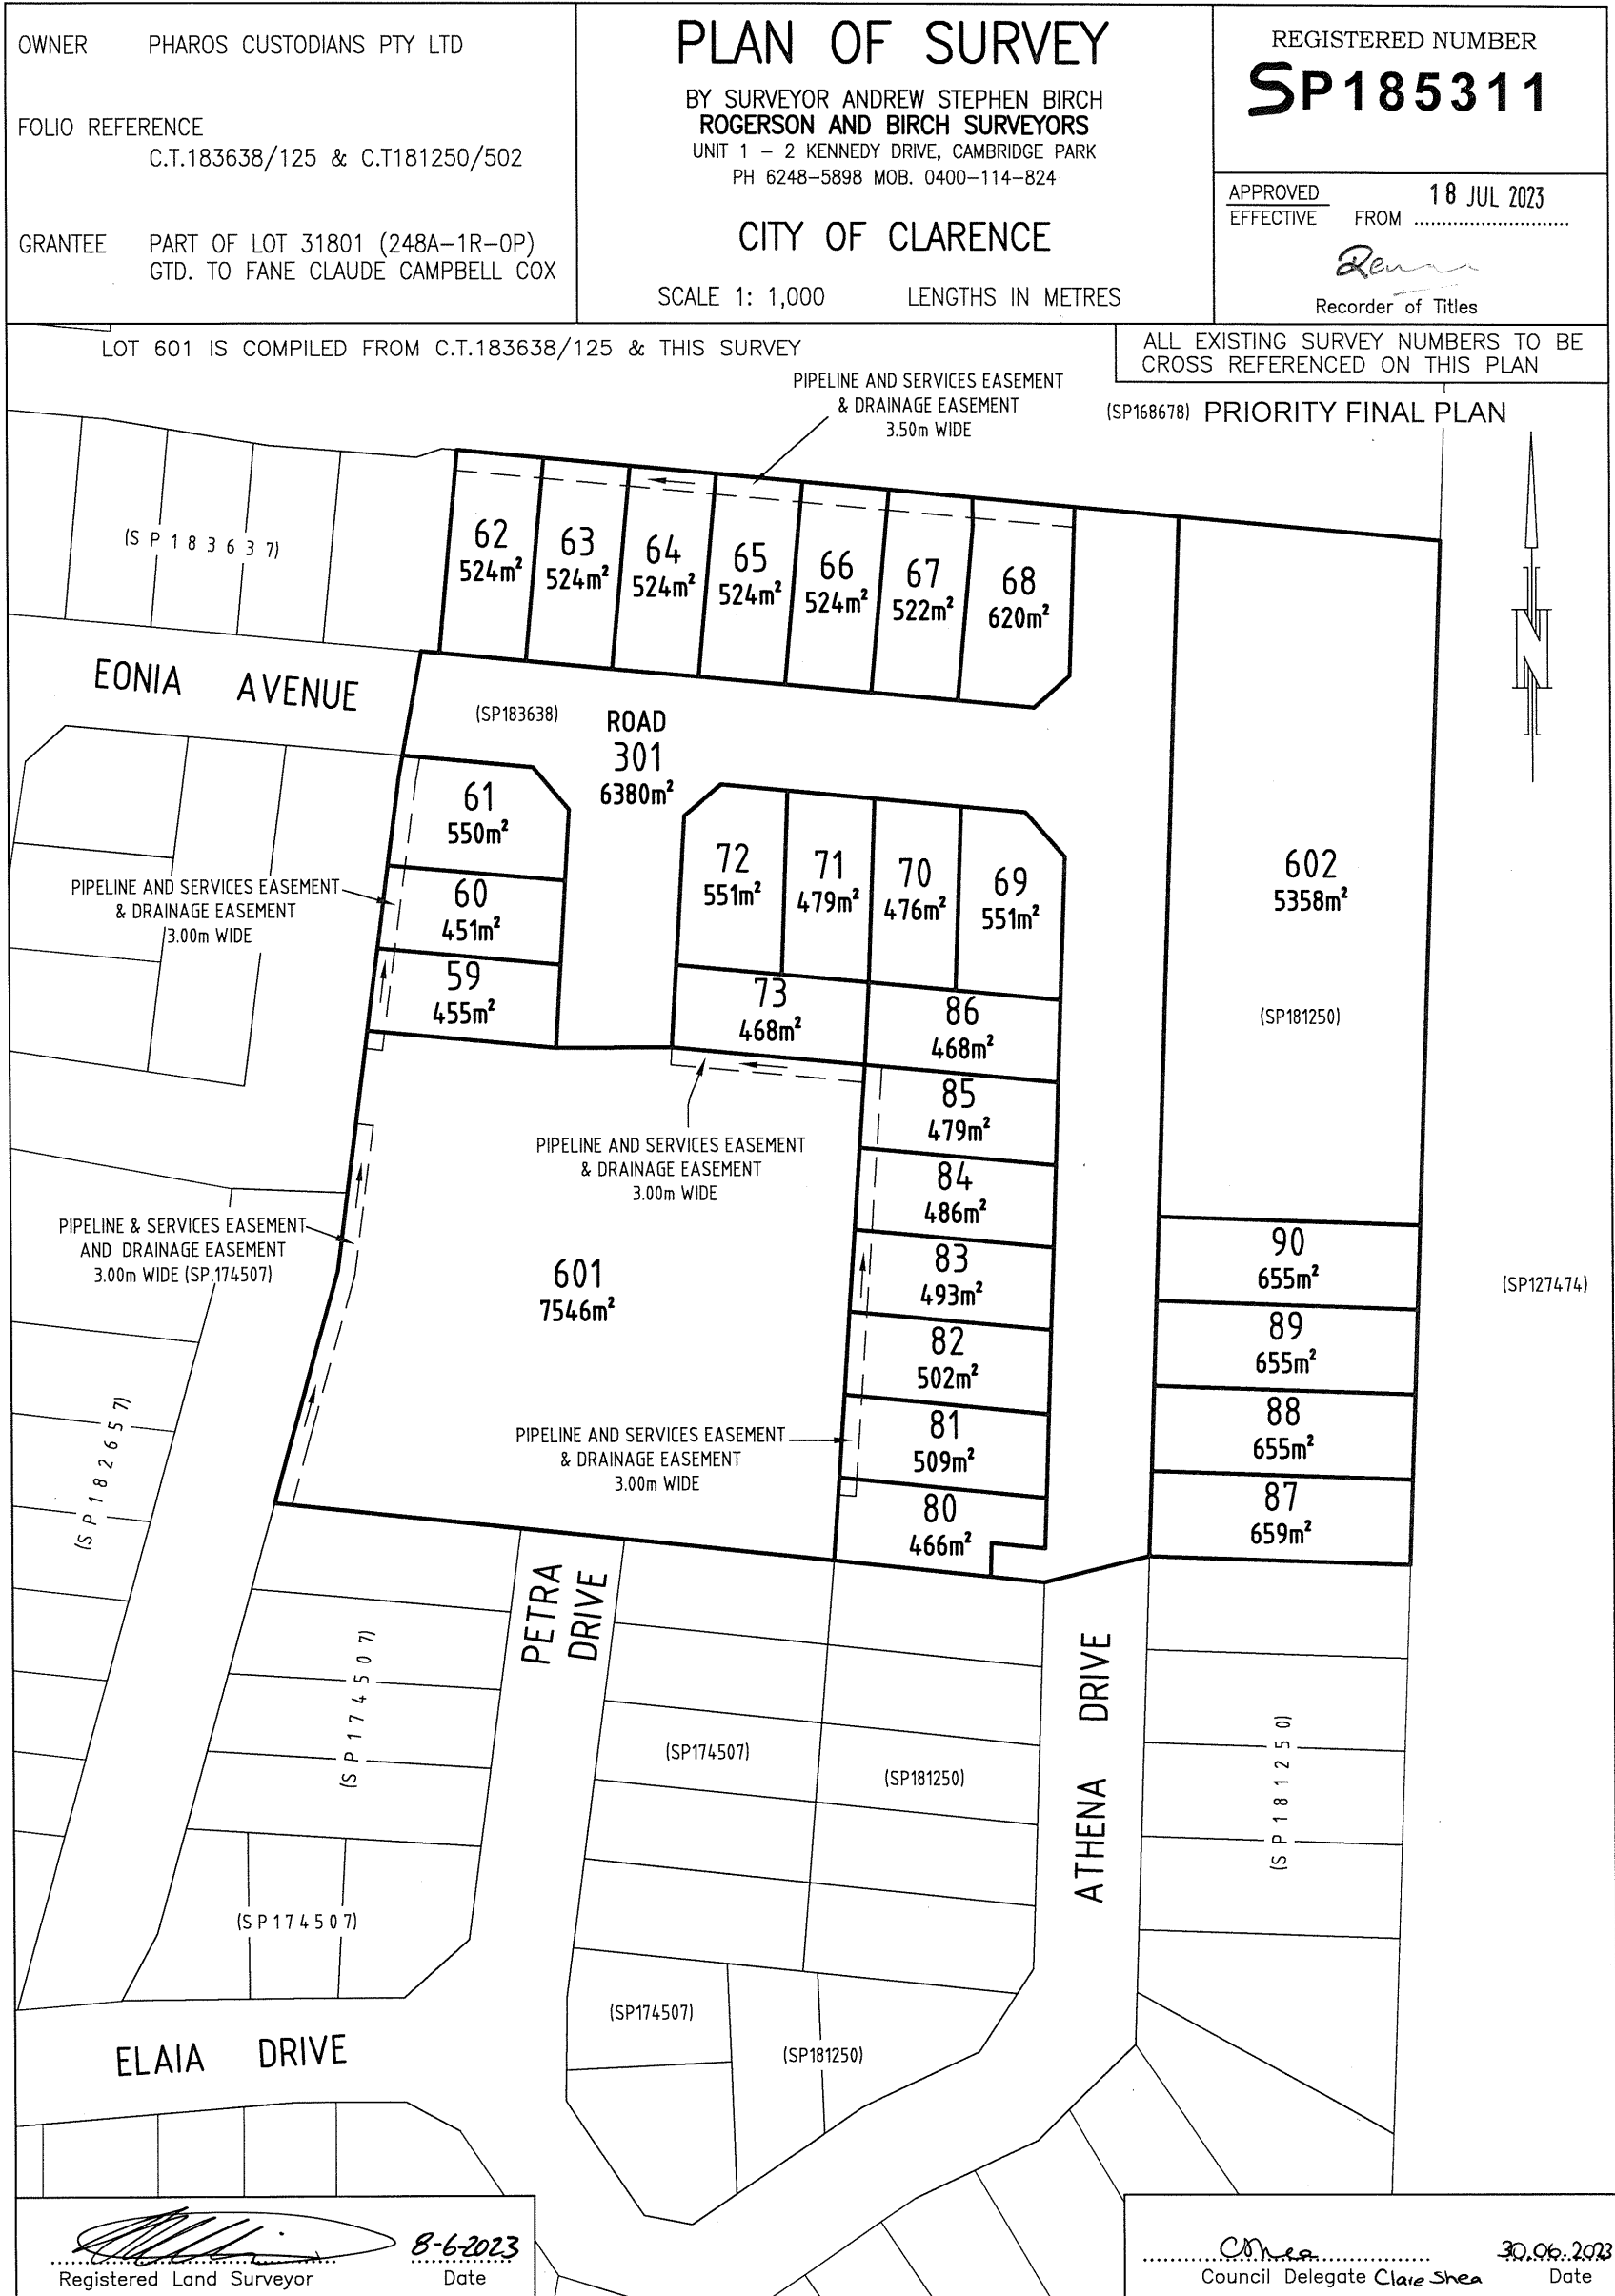 OWNER PHAROS CUSTODIANS PTY LTD
FOLIO REFERENCE
C.T.183638/125 & C.T181250/502
GRANTEE PART OF LOT 31801 (248A-1R-0P)
GTD. TO FANE CLAUDE CAMPBELL COX
PLAN OF SURVEY
BY SURVEYOR ANDREW STEPHEN BIRCH
ROGERSON AND BIRCH SURVEYORS
UNIT 1 – 2 KENNEDY DRIVE, CAMBRIDGE PARK
PH 6248–5898 MOB. 0400–114–824
CITY OF CLARENCE
SCALE 1: 1,000 LENGTHS IN METRES
REGISTERED NUMBER
SP185311
APPROVED 18 JUL 2023
EFFECTIVE FROM
Recorder of Titles
LOT 601 IS COMPILED FROM C.T.183638/125 & THIS SURVEY
ALL EXISTING SURVEY NUMBERS TO BE
CROSS REFERENCED ON THIS PLAN
PIPELINE AND SERVICES EASEMENT
& DRAINAGE EASEMENT
3.50m WIDE
(SP168678) PRIORITY FINAL PLAN
(SP183637)
62
524m²
63
524m²
64
524m²
65
524m²
66
524m²
67
522m²
68
620m²
N
EONIA AVENUE
(SP183638)
ROAD
301
6380m²
61
550m²
60
451m²
59
455m²
PIPELINE AND SERVICES EASEMENT
& DRAINAGE EASEMENT
3.00m WIDE
72
551m²
71
479m²
70
476m²
69
551m²
602
5358m²
(SP181250)
73
468m²
86
468m²
85
479m²
84
486m²
83
493m²
82
502m²
81
509m²
80
466m²
PIPELINE AND SERVICES EASEMENT
& DRAINAGE EASEMENT
3.00m WIDE
PIPELINE & SERVICES EASEMENT
AND DRAINAGE EASEMENT
3.00m WIDE (SP.174507)
601
7546m²
90
655m²
89
655m²
88
655m²
87
659m²
(SP127474)
PIPELINE AND SERVICES EASEMENT
& DRAINAGE EASEMENT
3.00m WIDE
(SP182657)
PETRA
DRIVE
(SP174507)
(SP174507)
(SP181250)
ATHENA DRIVE
(SP181250)
(SP174507)
(SP174507)
(SP181250)
ELAIA DRIVE
8-6-2023
Registered Land Surveyor Date
CShea 30.06.2023
Council Delegate Clare Shea Date